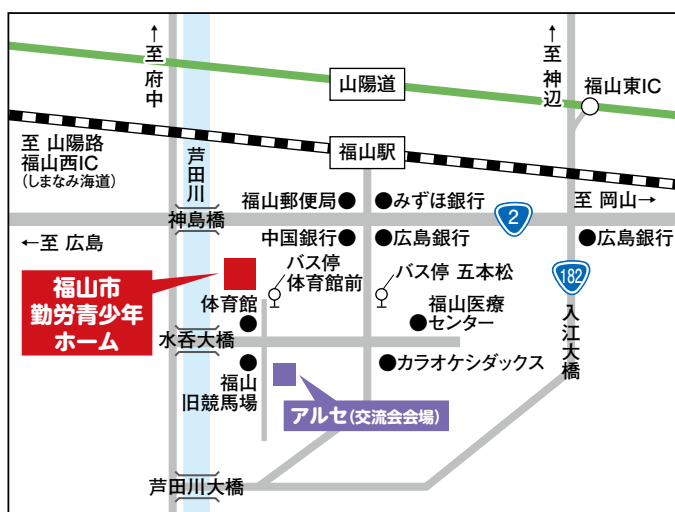 ←至 府中
←至 神辺
山陽道
福山東IC
至 山陽路
福山西IC
(しまなみ海道)
芦田川
福山駅
福山郵便局
みずほ銀行
至 岡山→
神島橋
2
←至 広島
中国銀行
広島銀行
広島銀行
182
バス停
体育館前
バス停 五本松
福山市
勤労青少年
ホーム
体育館
福山医療
センター
入江大橋
水呑大橋
福山
旧競馬場
カラオケシダックス
アルセ(交流会会場)
芦田川大橋